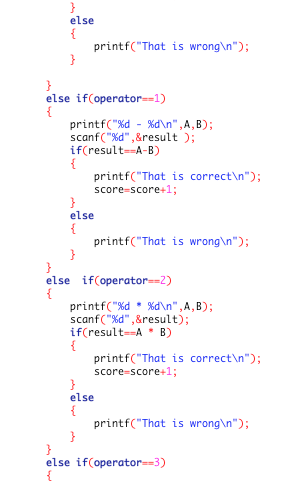 }
else
{
printf("That is wrong\n");
}
}
else if(operator==1)
{
printf("%d - %d\n",A,B);
scanf("%d",&result );
if(result==A-B)
{
printf("That is correct\n");
score=score+1;
}
else
{
printf("That is wrong\n");
}
}
else  if(operator==2)
{
printf("%d * %d\n",A,B);
scanf("%d",&result);
if(result==A * B)
{
printf("That is correct\n");
score=score+1;
}
else
{
printf("That is wrong\n");
}
}
else if(operator==3)
{